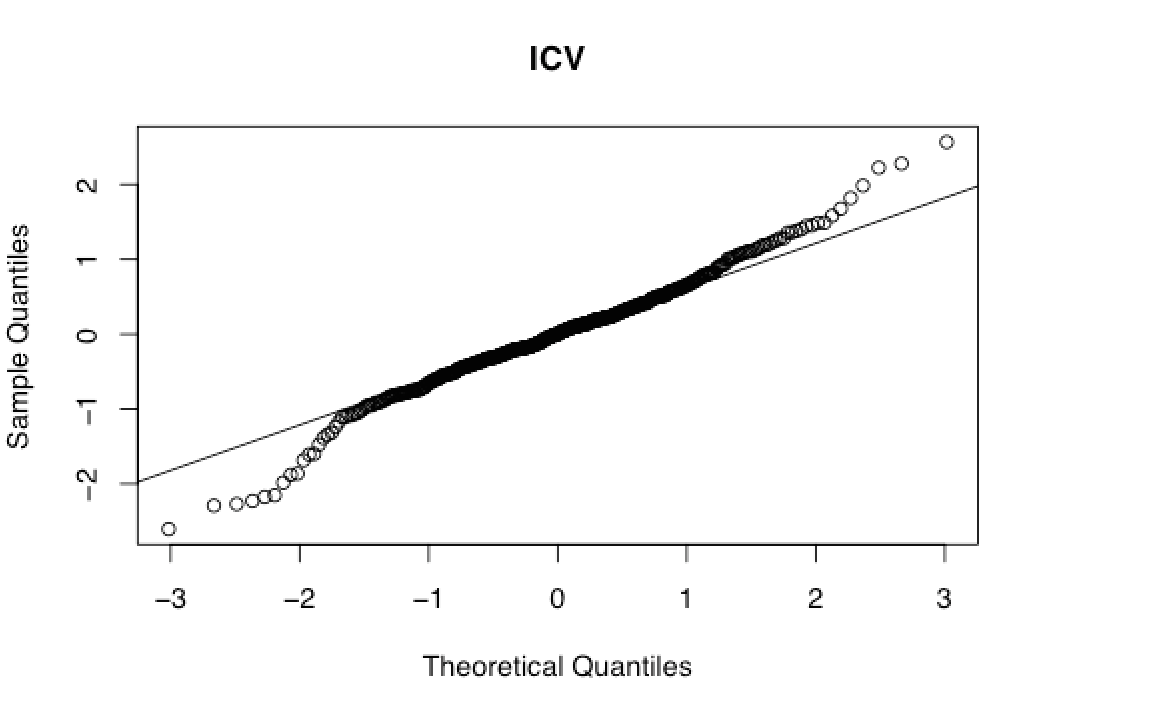 ICV
Sample Quantiles
2
1
0
−1
−2
−3 −2 −1 0 1 2 3
Theoretical Quantiles